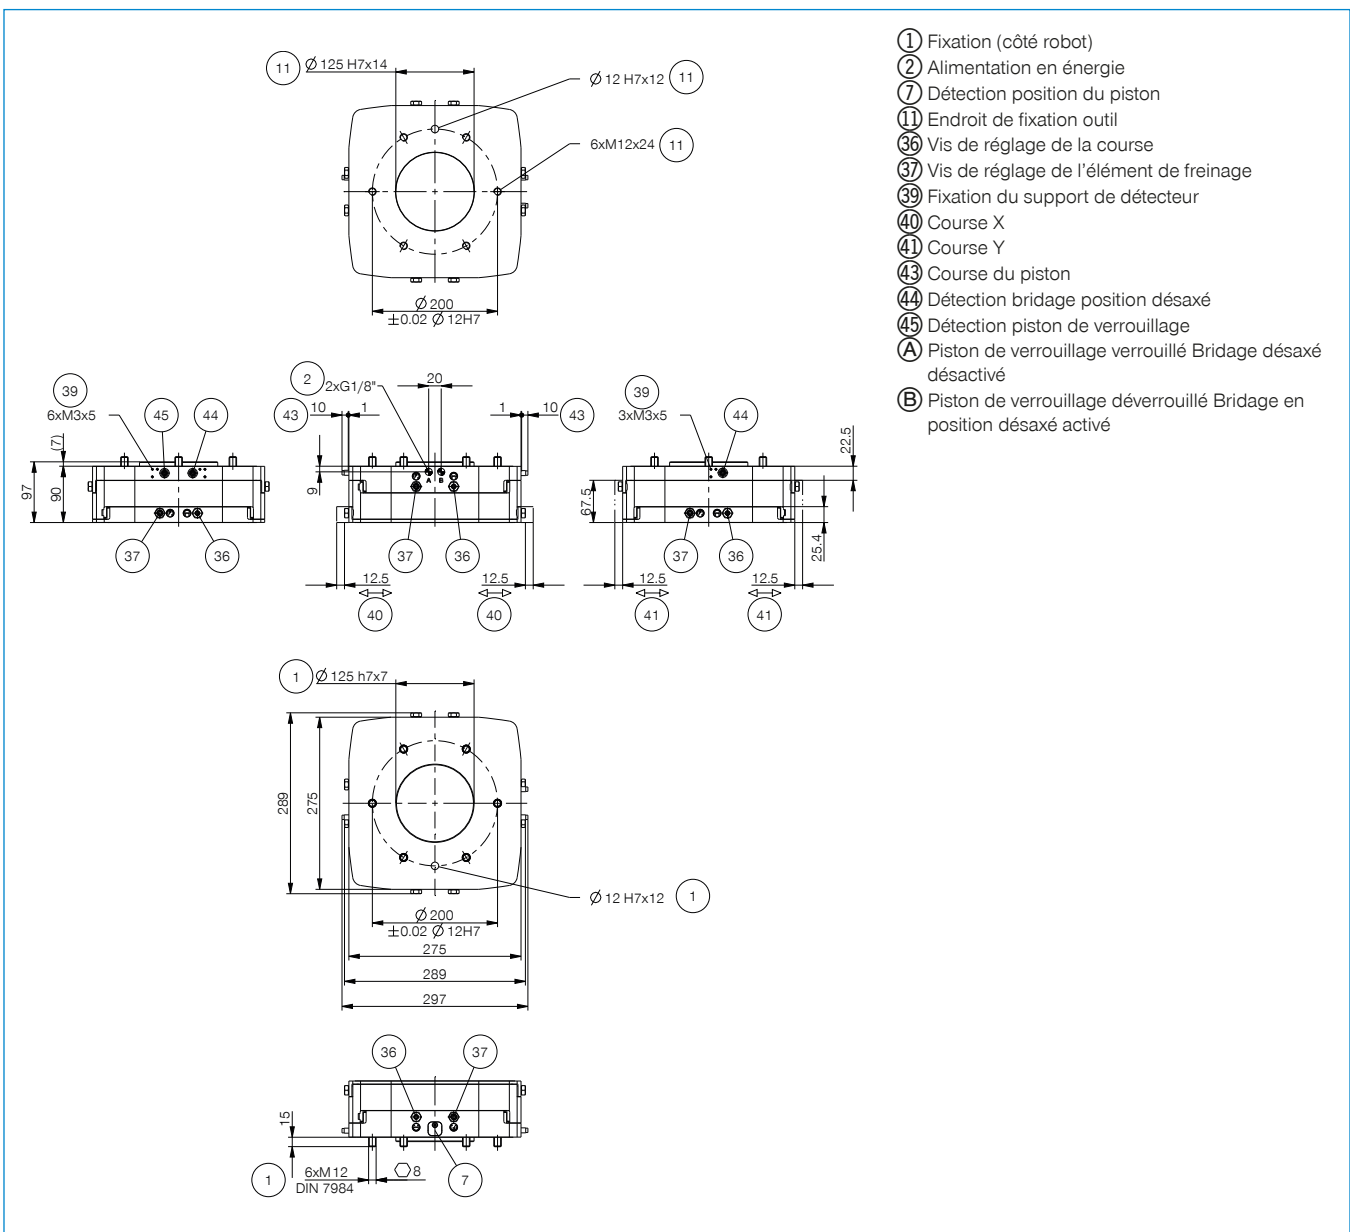 11 Ø 125 H7x14
Ø 12 H7x12 11
6xM12x24 11
Ø 200
±0.02 Ø 12H7
1 Fixation (côté robot)
2 Alimentation en énergie
7 Détection position du piston
11 Endroit de fixation outil
36 Vis de réglage de la course
37 Vis de réglage de l'élément de freinage
39 Fixation du support de détecteur
40 Course X
41 Course Y
43 Course du piston
44 Détection bridage position désaxé
45 Détection piston de verrouillage
A Piston de verrouillage verrouillé Bridage désaxé
désactivé
B Piston de verrouillage déverrouillé Bridage en
position désaxé activé
39
6xM3x5
45
44
(7)
97
90
37
36
2 2xG1/8"
20
43
10
1
1
10
43
9
A B
37
36
12.5
12.5
40
40
39
3xM3x5
44
22.5
67.5
25.4
37
36
12.5
12.5
41
41
1 Ø 125 h7x7
289
275
Ø 12 H7x12 1
Ø 200
±0.02 Ø 12H7
275
289
297
36
37
15
1
6xM12
DIN 7984
8
7